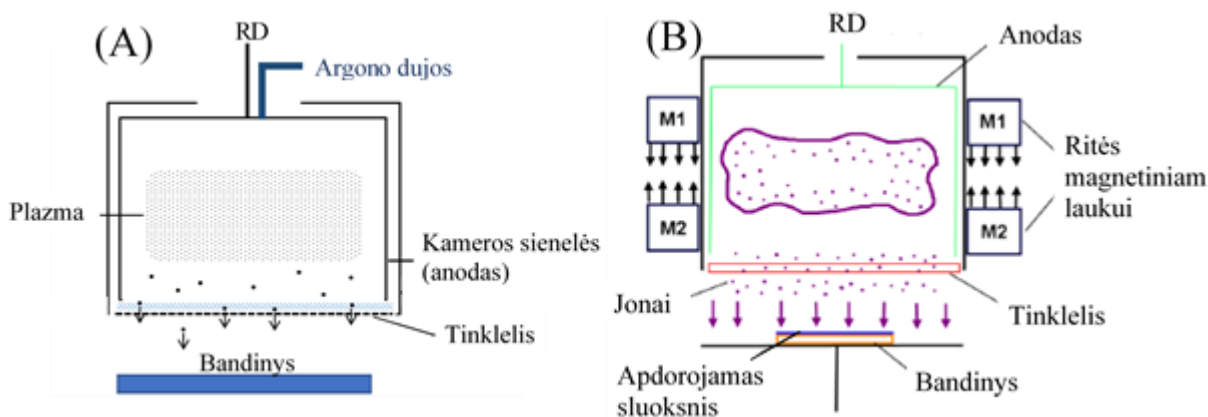 (A)
RD
Argono dujos
Plazma
Kameros sienelės
(anodas)
Tinklelis
Bandinys
(B)
RD
Anodas
M1
M1
Ritės
magnetiniam
laukui
M2
M2
Jonai
Tinklelis
Apdorojamas
sluoksnis
Bandinys